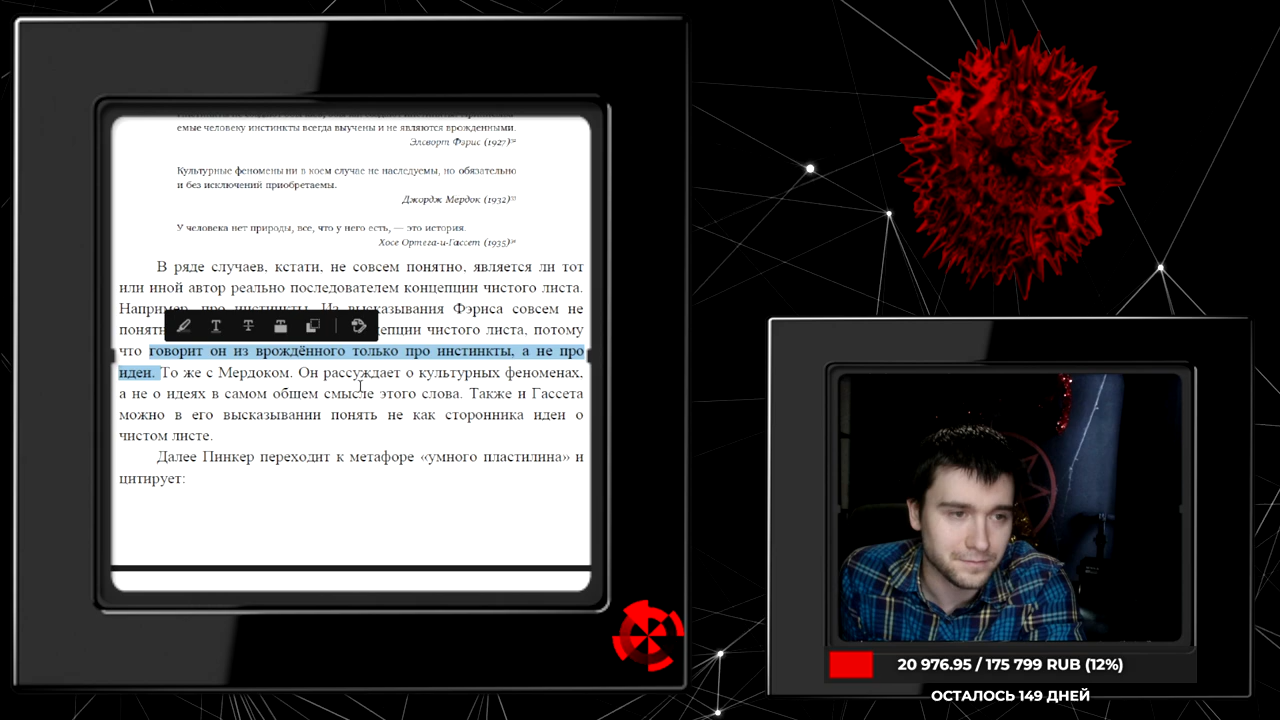 емые человеку инстинкты всегда выучены и не являются врожденными.
Элсворт Фэрис (1927)³²
Культурные феномены ни в коем случае не наследуемы, но обязательно
и без исключений приобретаемы.
Джордж Мердок (1932)³³
У человека нет природы, все, что у него есть, — это история.
Хосе Ортега-и-Гассет (1935)³⁴
В ряде случаев, кстати, не совсем понятно, является ли тот
или иной автор реально последователем концепции чистого листа.
Например, про инстинкты. На высказывания Фэриса совсем не
понятн цепции чистого листа, потому
что говорит он из врождённого только про инстинкты, а не про
идеи. То же с Мердоком. Он рассуждает о культурных феноменах,
а не о идеях в самом общем смысле этого слова. Также и Гассета
можно в его высказывании понять не как сторонника идеи о
чистом листе.
Далее Пинкер переходит к метафоре «умного пластилина» и
цитирует:
20 976.95 / 175 799 RUB (12%)
ОСТАЛОСЬ 149 ДНЕЙ